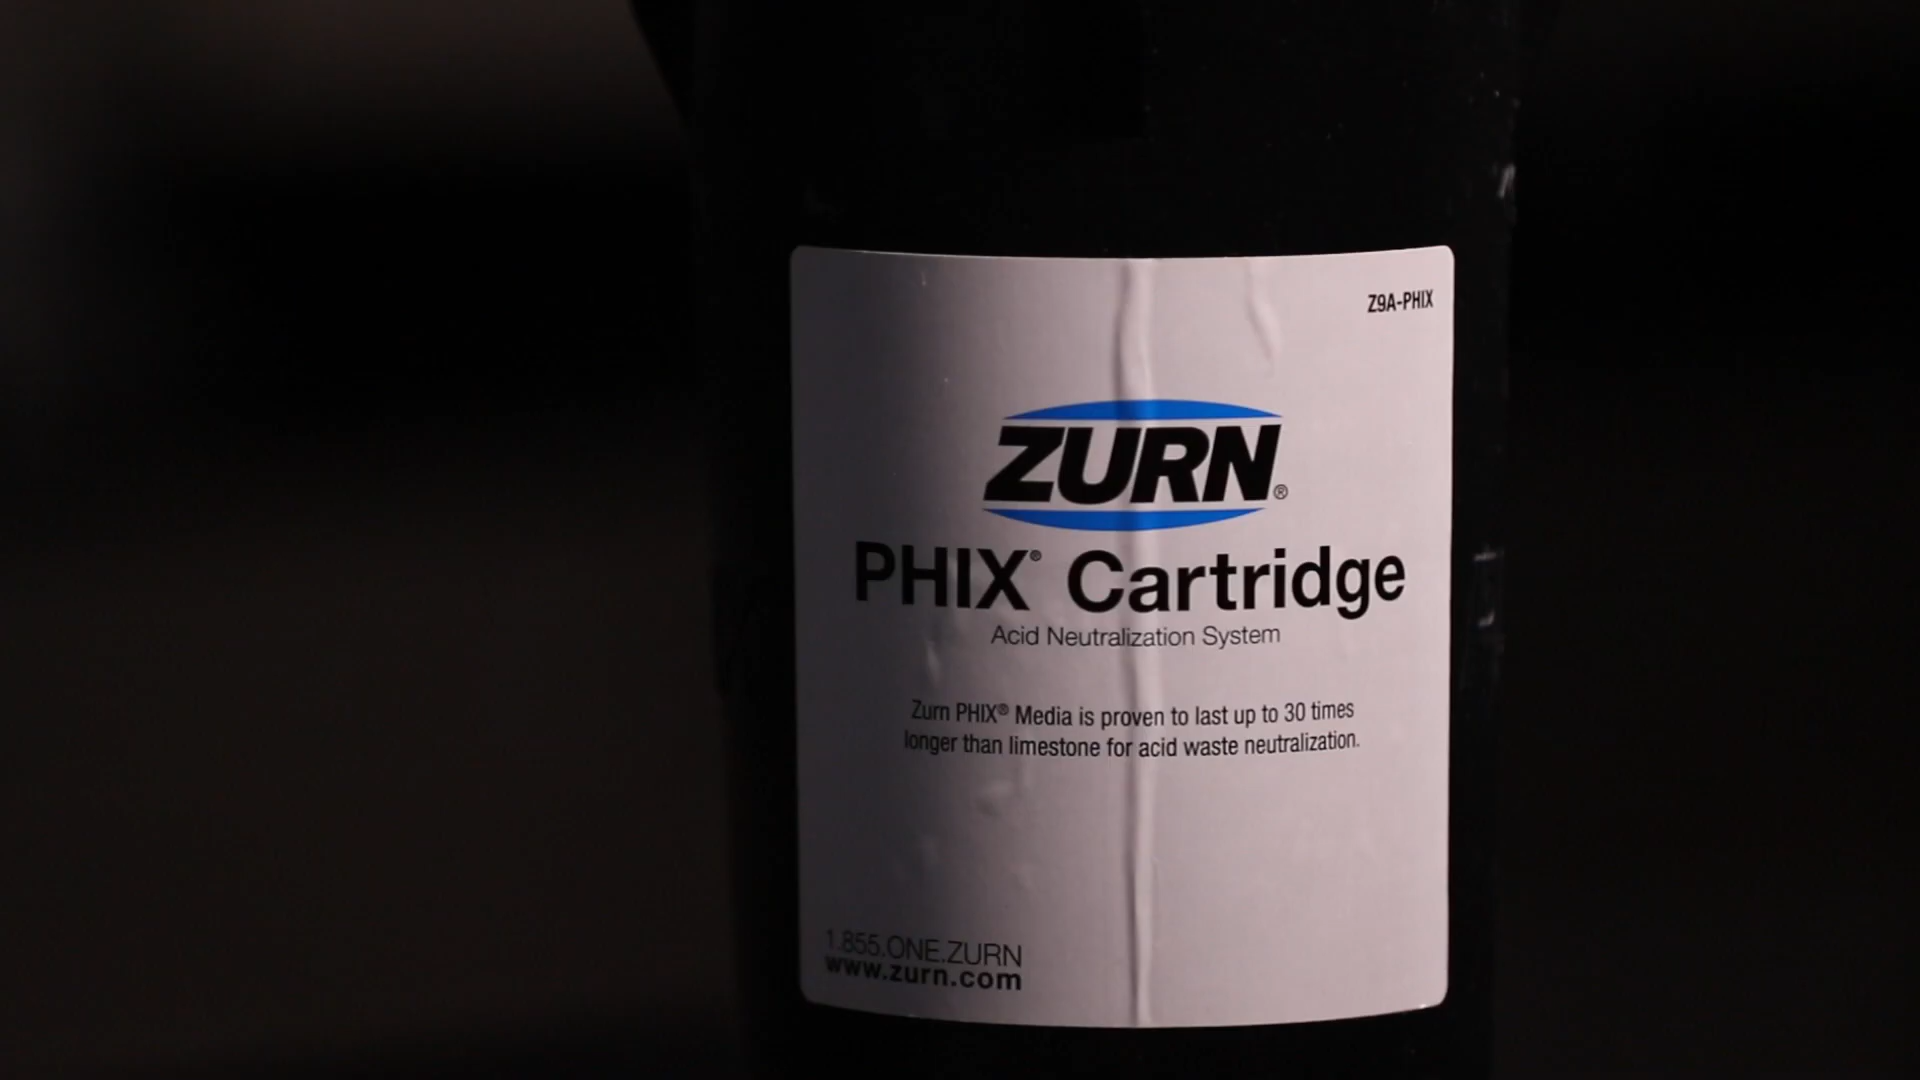 Z9A-PHIX
ZURN®
PHIX® Cartridge
Acid Neutralization System
Zurn PHIX® Media is proven to last up to 30 times
longer than limestone for acid waste neutralization.
1.855.ONE.ZURN
www.zurn.com